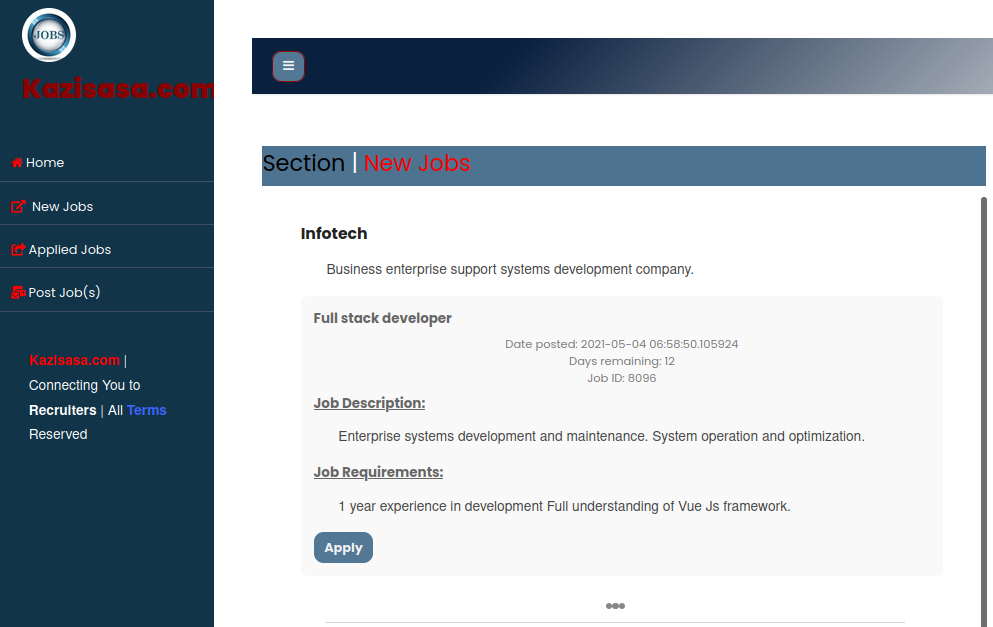 JOBS
Kazisasa.com
Home
New Jobs
Applied Jobs
Post Job(s)
Kazisasa.com |
Connecting You to
Recruiters | All Terms
Reserved
Section | New Jobs
Infotech
Business enterprise support systems development company.
Full stack developer
Date posted: 2021-05-04 06:58:50.105924
Days remaining: 12
Job ID: 8096
Job Description:
Enterprise systems development and maintenance. System operation and optimization.
Job Requirements:
1 year experience in development Full understanding of Vue Js framework.
Apply